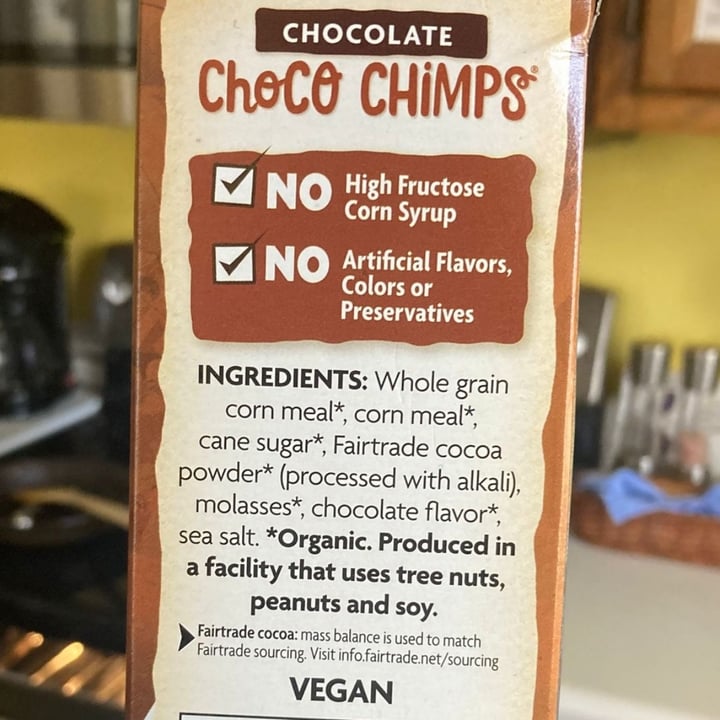 CHOCOLATE
CHOCO CHiMPS®
NO High Fructose
Corn Syrup
NO Artificial Flavors,
Colors or
Preservatives
INGREDIENTS: Whole grain
corn meal*, corn meal*,
cane sugar*, Fairtrade cocoa
powder* (processed with alkali),
molasses*, chocolate flavor*,
sea salt. *Organic. Produced in
a facility that uses tree nuts,
peanuts and soy.
Fairtrade cocoa: mass balance is used to match
Fairtrade sourcing. Visit info.fairtrade.net/sourcing
VEGAN